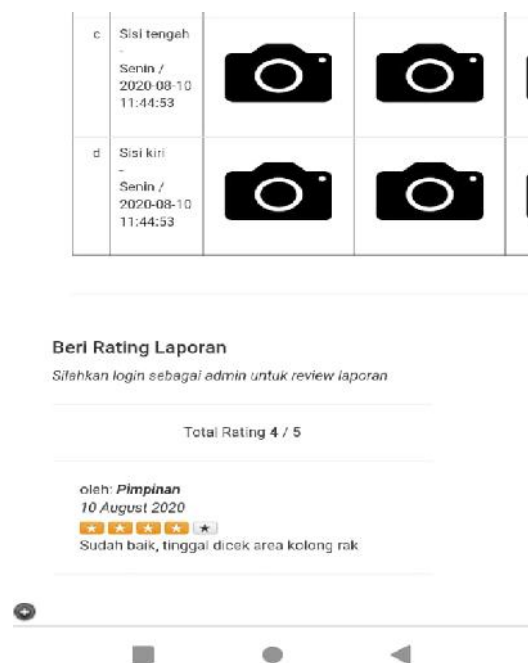 c Sisi tengah
-
Senin /
2020-08-10
11:44:53
d Sisi kiri
-
Senin /
2020-08-10
11:44:53
Beri Rating Laporan
Silahkan login sebagai admin untuk review laporan
Total Rating 4 / 5
oleh: Pimpinan
10 August 2020
Sudah baik, tinggal dicek area kolong rak